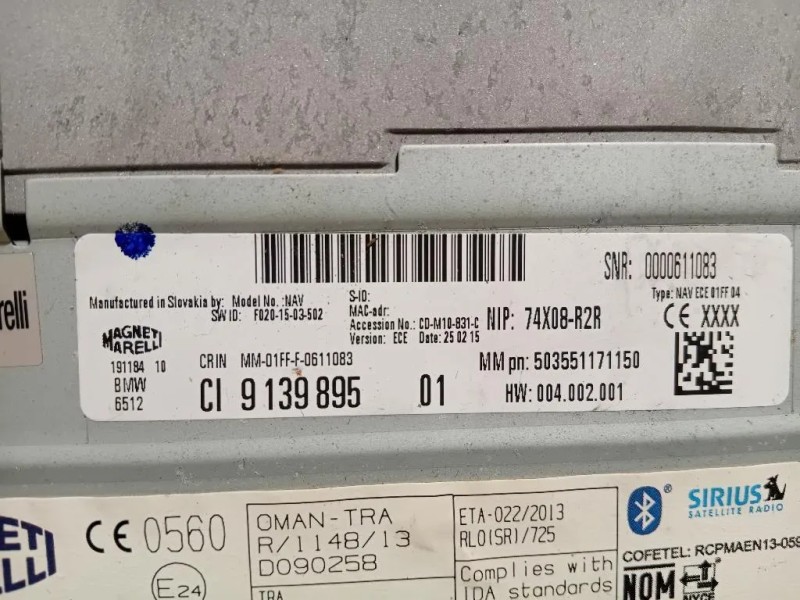 SNR: 0000611083
Manufactured in Slovakia by: Model No.: NAV
SW ID F020-15-03-502
S-ID:
MAC-adr:
Accession No.: CD-M10-831-C
Version: ECE Date: 25 02 15
NIP: 74X08-R2R
Type: NAV ECE 01FF 04
CE XXXX
MAGNETI MARELLI
191184 10
BMW
6512
CRIN MM-01FF-F-0611083
CI 9 139 895 01
MM pn: 503551171150
HW: 004.002.001
relli
NETI
RELLI
CE 0560
E24
OMAN-TRA
R/1148/13
D090258
TRA
ETA-022/2013
RLO(SR)/725
Complies with
IDA standards
®
SIRIUS
SATELLITE RADIO
COFETEL: RCPMAEN13-059
NOM
NYCE